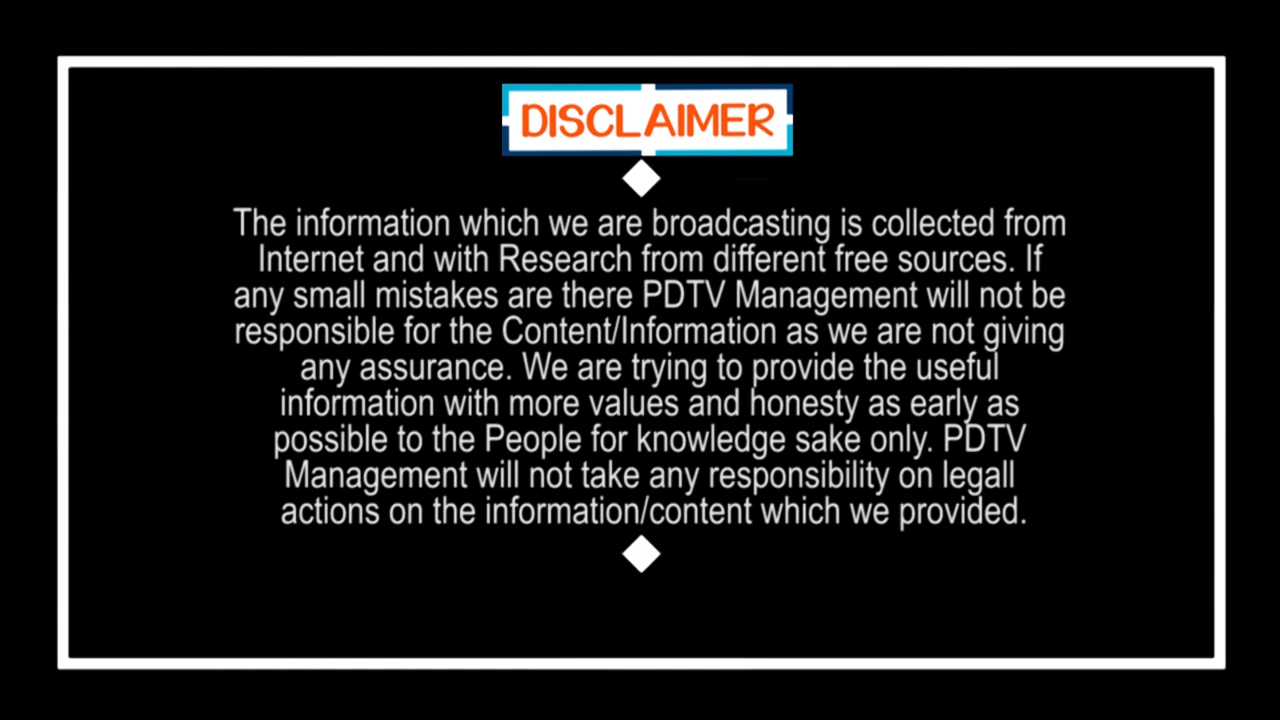 DISCLAIMER
The information which we are broadcasting is collected from
Internet and with Research from different free sources. If
any small mistakes are there PDTV Management will not be
responsible for the Content/Information as we are not giving
any assurance. We are trying to provide the useful
information with more values and honesty as early as
possible to the People for knowledge sake only. PDTV
Management will not take any responsibility on legall
actions on the information/content which we provided.